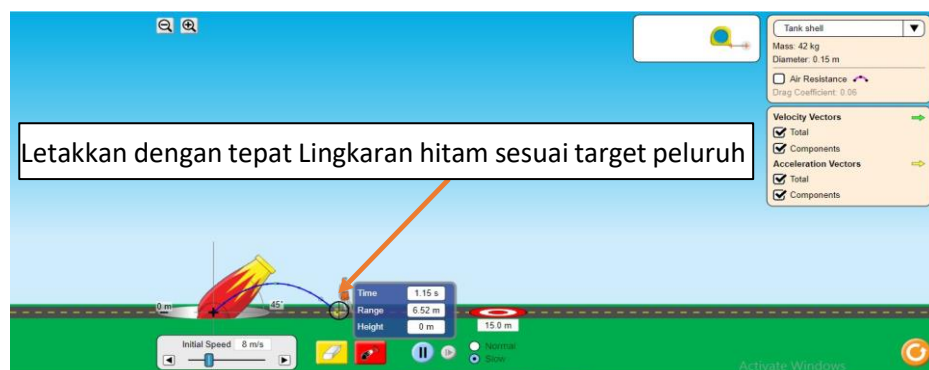 Tank shell
Mass: 42 kg
Diameter: 0.15 m
Air Resistance
Drag Coefficient: 0.06
Velocity Vectors
Total
Components
Acceleration Vectors
Total
Components
Letakkan dengan tepat Lingkaran hitam sesuai target peluruh
0 m
45°
Time 1.15 s
Range 6.52 m
Height 0 m
15.0 m
Initial Speed 8 m/s
Normal
Slow
Activate Windows